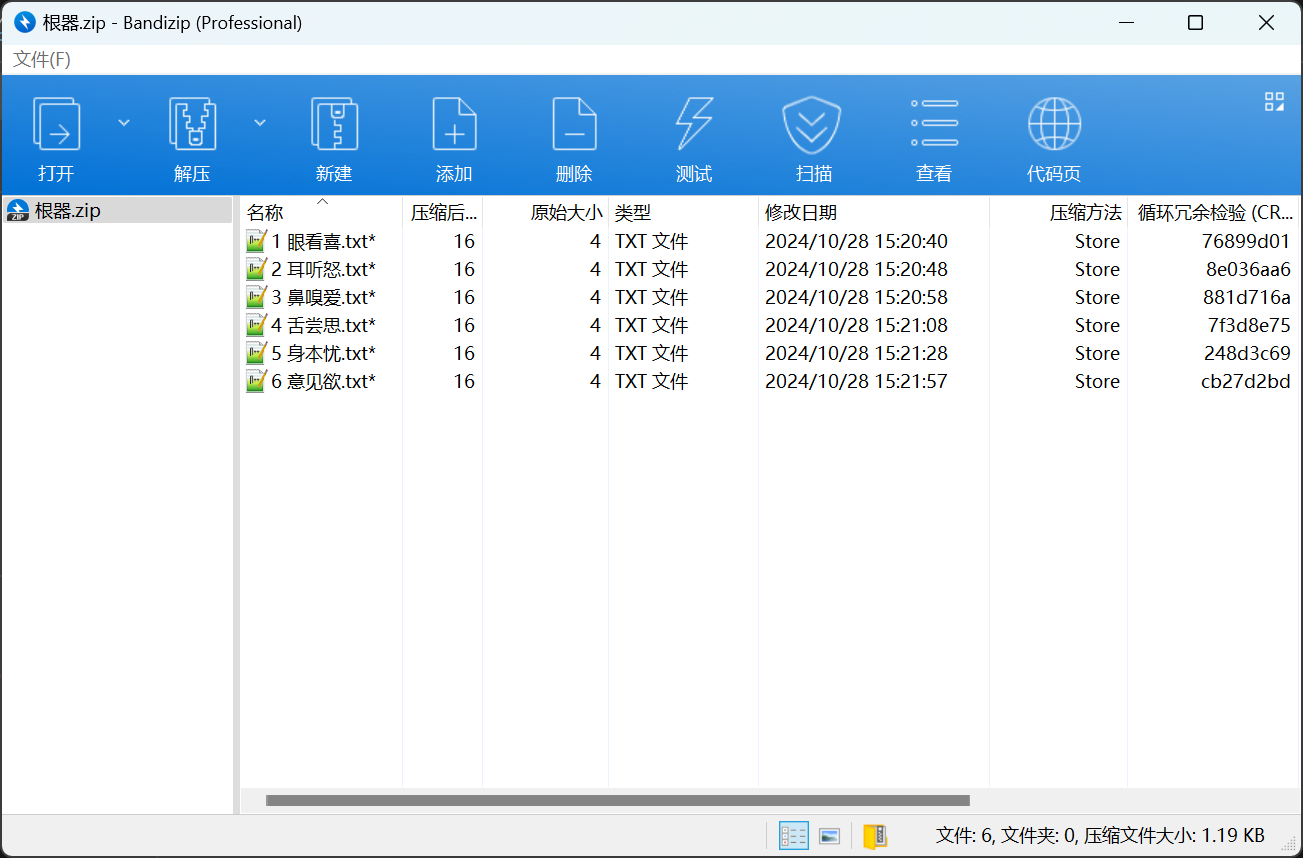 根器.zip - Bandizip (Professional)
文件(F)
打开 解压 新建 添加 删除 测试 扫描 查看 代码页
根器.zip
名称 压缩后... 原始大小 类型 修改日期 压缩方法 循环冗余检验 (CR...
1 眼看喜.txt* 16 4 TXT 文件 2024/10/28 15:20:40 Store 76899d01
2 耳听怒.txt* 16 4 TXT 文件 2024/10/28 15:20:48 Store 8e036aa6
3 鼻嗅爱.txt* 16 4 TXT 文件 2024/10/28 15:20:58 Store 881d716a
4 舌尝思.txt* 16 4 TXT 文件 2024/10/28 15:21:08 Store 7f3d8e75
5 身本忧.txt* 16 4 TXT 文件 2024/10/28 15:21:28 Store 248d3c69
6 意见欲.txt* 16 4 TXT 文件 2024/10/28 15:21:57 Store cb27d2bd
文件: 6, 文件夹: 0, 压缩文件大小: 1.19 KB